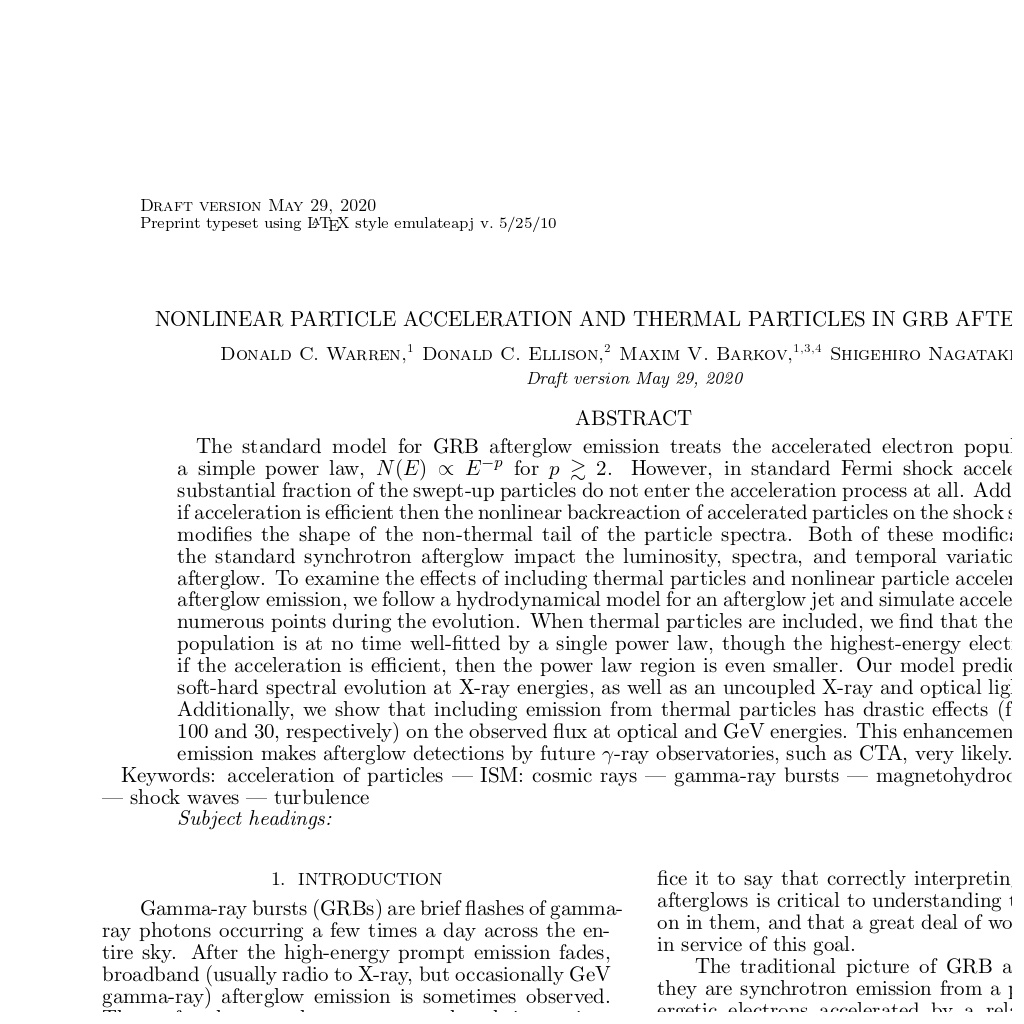 Draft version May 29, 2020
Preprint typeset using LATEX style emulateapj v. 5/25/10
NONLINEAR PARTICLE ACCELERATION AND THERMAL PARTICLES IN GRB AFTE
Donald C. Warren,1 Donald C. Ellison,2 Maxim V. Barkov,1,3,4 Shigehiro Nagataki
Draft version May 29, 2020
ABSTRACT
The standard model for GRB afterglow emission treats the accelerated electron popul
a simple power law, N(E) ∝ E−p for p ≳ 2. However, in standard Fermi shock accele
substantial fraction of the swept-up particles do not enter the acceleration process at all. Add
if acceleration is efficient then the nonlinear backreaction of accelerated particles on the shock s
modifies the shape of the non-thermal tail of the particle spectra. Both of these modifica
the standard synchrotron afterglow impact the luminosity, spectra, and temporal variatio
afterglow. To examine the effects of including thermal particles and nonlinear particle acceler
afterglow emission, we follow a hydrodynamical model for an afterglow jet and simulate accele
numerous points during the evolution. When thermal particles are included, we find that the
population is at no time well-fitted by a single power law, though the highest-energy electr
if the acceleration is efficient, then the power law region is even smaller. Our model predic
soft-hard spectral evolution at X-ray energies, as well as an uncoupled X-ray and optical ligh
Additionally, we show that including emission from thermal particles has drastic effects (f
100 and 30, respectively) on the observed flux at optical and GeV energies. This enhancemen
emission makes afterglow detections by future γ-ray observatories, such as CTA, very likely.
Keywords: acceleration of particles — ISM: cosmic rays — gamma-ray bursts — magnetohydrod
— shock waves — turbulence
Subject headings:
1. INTRODUCTION
Gamma-ray bursts (GRBs) are brief flashes of gamma-
ray photons occurring a few times a day across the en-
tire sky. After the high-energy prompt emission fades,
broadband (usually radio to X-ray, but occasionally GeV
gamma-ray) afterglow emission is sometimes observed.
fice it to say that correctly interpreting
afterglows is critical to understanding t
on in them, and that a great deal of wo
in service of this goal.
The traditional picture of GRB a
they are synchrotron emission from a p
ergetic electrons accelerated by a rela